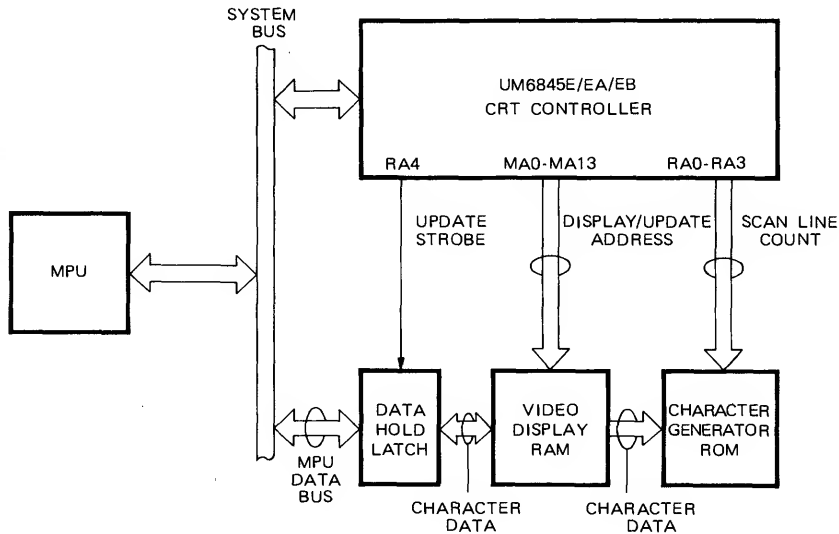 SYSTEM
BUS
UM6845E/EA/EB
CRT CONTROLLER
RA4
MA0-MA13
RA0-RA3
UPDATE
STROBE
DISPLAY/UPDATE
ADDRESS
SCAN LINE
COUNT
MPU
DATA
HOLD
LATCH
VIDEO
DISPLAY
RAM
CHARACTER
GENERATOR
ROM
MPU
DATA
BUS
CHARACTER
DATA
CHARACTER
DATA